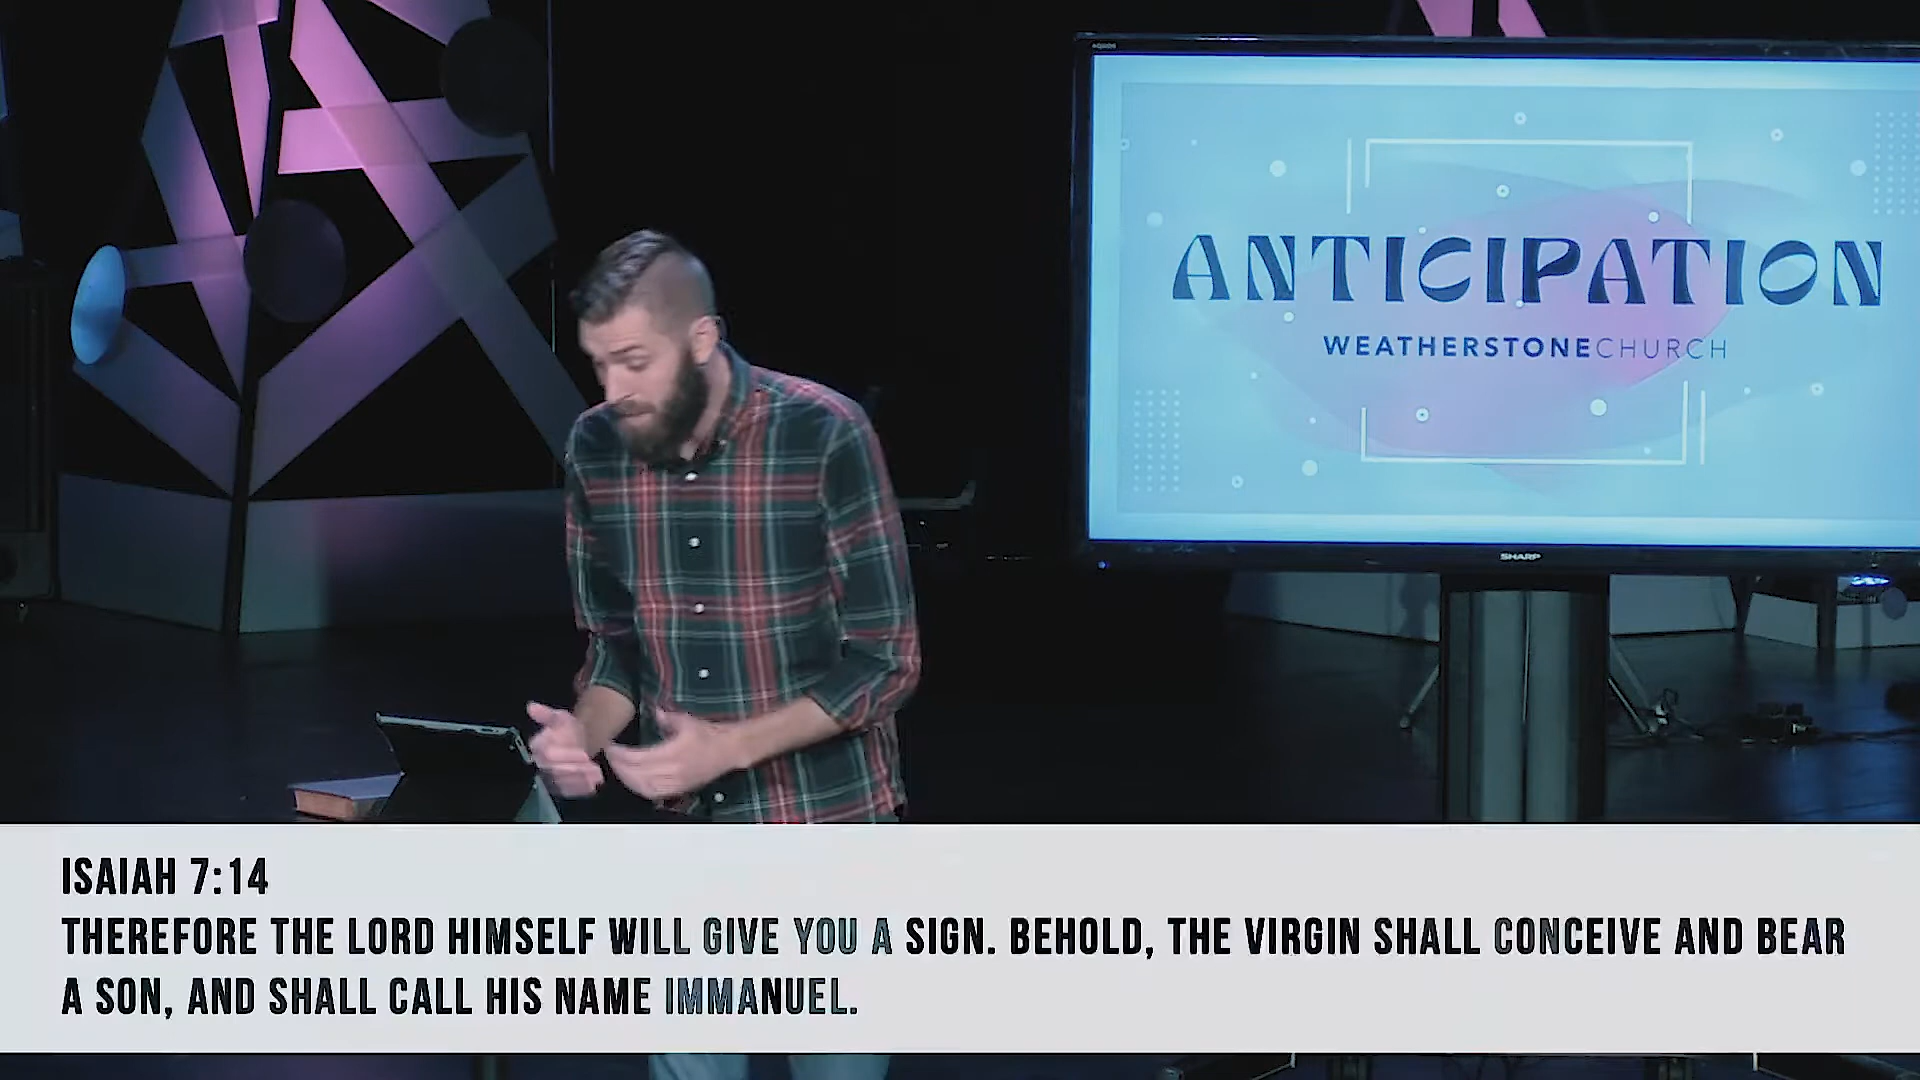 ANTICIPATION
WEATHERSTONECHURCH
SHARP
ISAIAH 7:14
THEREFORE THE LORD HIMSELF WILL GIVE YOU A SIGN. BEHOLD, THE VIRGIN SHALL CONCEIVE AND BEAR
A SON, AND SHALL CALL HIS NAME IMMANUEL.